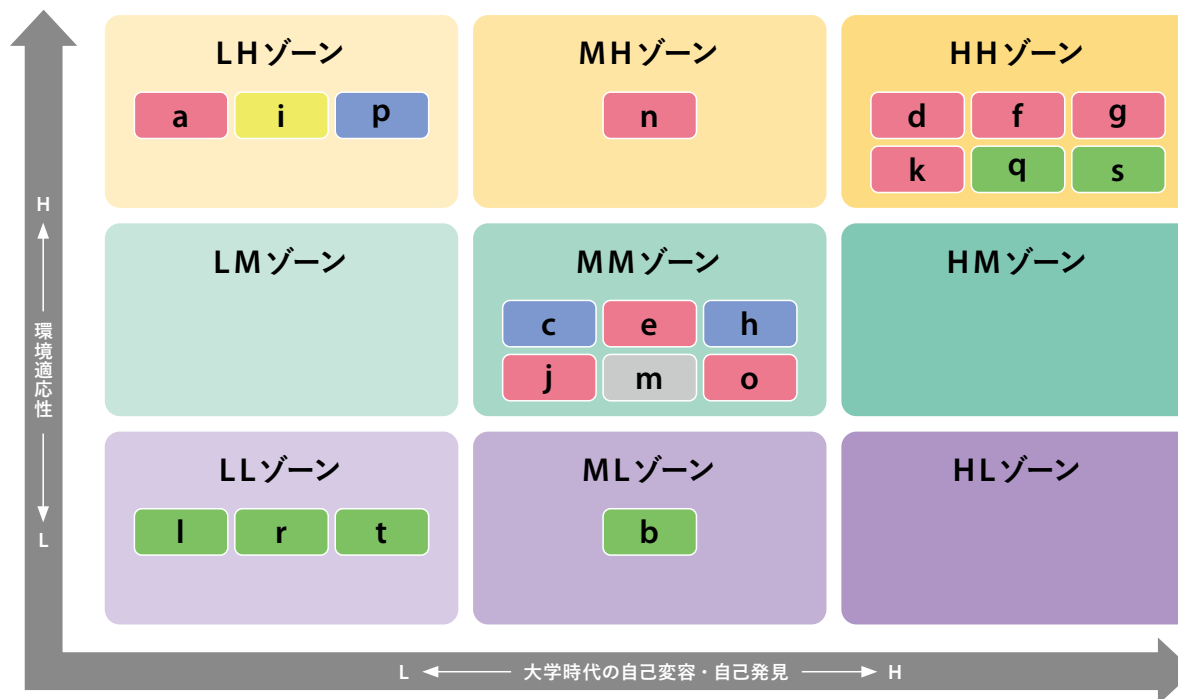 LHゾーン
a i p
MHゾーン
n
HHゾーン
d f g
k q s
H
環境適応性
L
LMゾーン
MMゾーン
c e h
j m o
HMゾーン
LLゾーン
l r t
MLゾーン
b
HLゾーン
L 大学時代の自己変容・自己発見 H